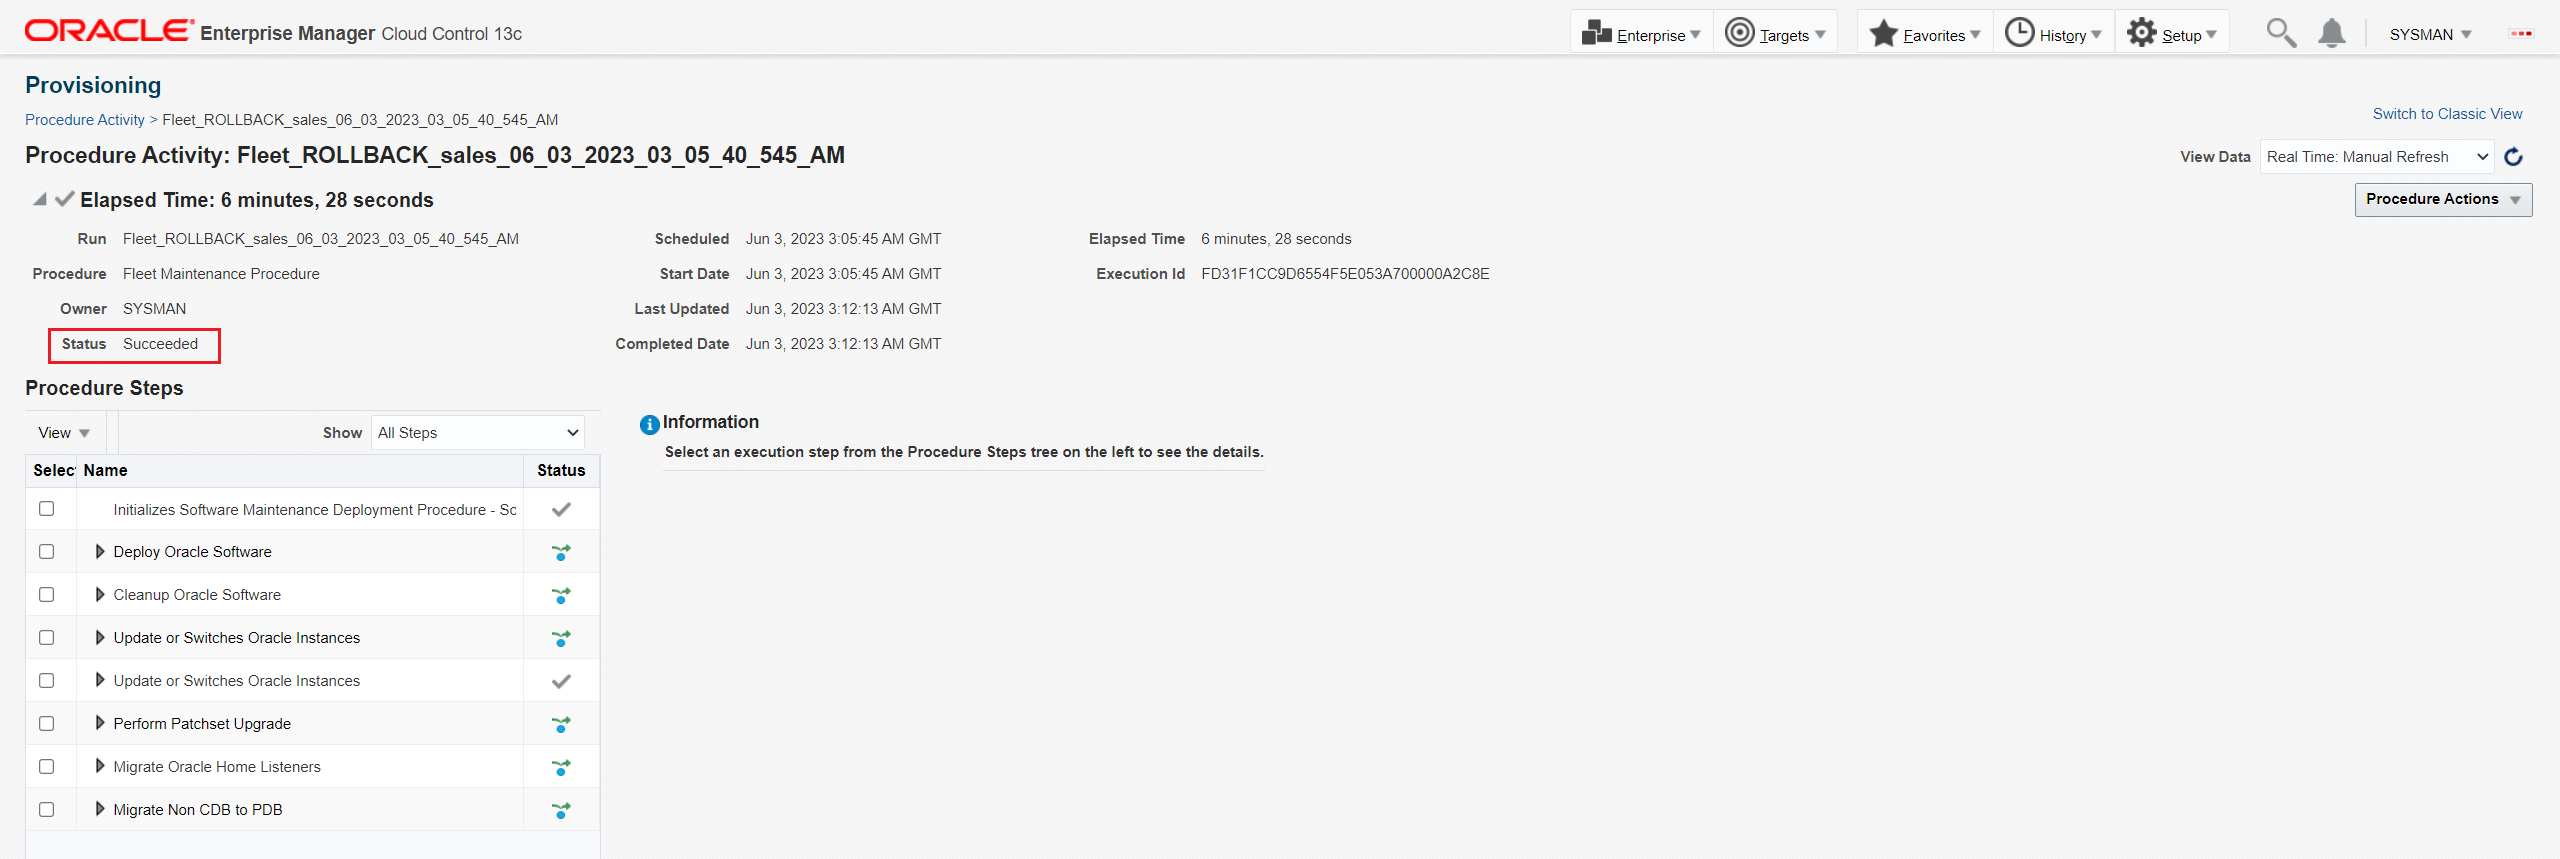 ORACLE Enterprise Manager Cloud Control 13c
Enterprise
Targets
Favorites
History
Setup
SYSMAN
Provisioning
Procedure Activity > Fleet_ROLLBACK_sales_06_03_2023_03_05_40_545_AM
Switch to Classic View
Procedure Activity: Fleet_ROLLBACK_sales_06_03_2023_03_05_40_545_AM
View Data Real Time: Manual Refresh
Elapsed Time: 6 minutes, 28 seconds
Procedure Actions
Run Fleet_ROLLBACK_sales_06_03_2023_03_05_40_545_AM
Procedure Fleet Maintenance Procedure
Owner SYSMAN
Status Succeeded
Scheduled Jun 3, 2023 3:05:45 AM GMT
Start Date Jun 3, 2023 3:05:45 AM GMT
Last Updated Jun 3, 2023 3:12:13 AM GMT
Completed Date Jun 3, 2023 3:12:13 AM GMT
Elapsed Time 6 minutes, 28 seconds
Execution Id FD31F1CC9D6554F5E053A700000A2C8E
Procedure Steps
View Show All Steps
Selec Name Status
Initializes Software Maintenance Deployment Procedure - So
Deploy Oracle Software
Cleanup Oracle Software
Update or Switches Oracle Instances
Update or Switches Oracle Instances
Perform Patchset Upgrade
Migrate Oracle Home Listeners
Migrate Non CDB to PDB
Information
Select an execution step from the Procedure Steps tree on the left to see the details.